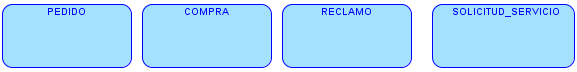 PEDIDO
COMPRA
RECLAMO
SOLICITUD_SERVICIO